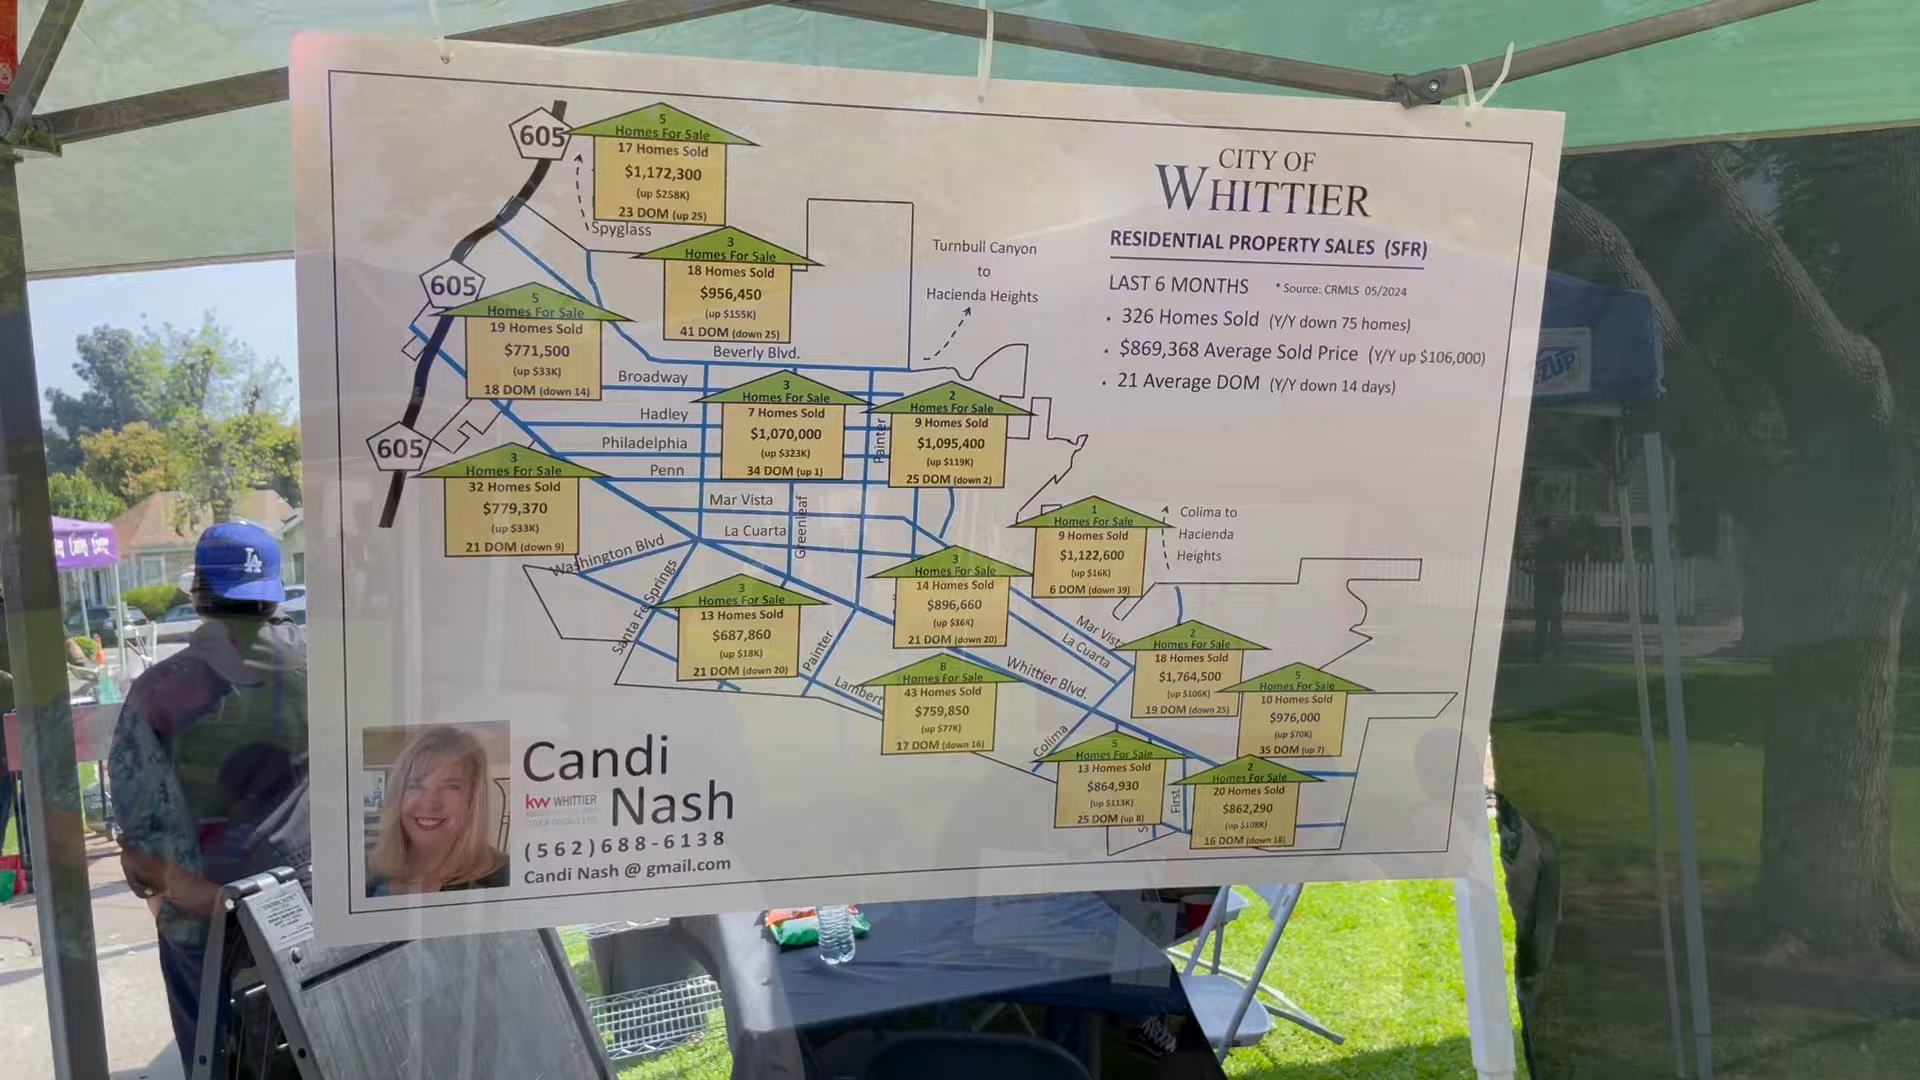 605
5
Homes For Sale
17 Homes Sold
$1,172,300
(up $258K)
23 DOM (up 25)
Spyglass
3
Homes For Sale
18 Homes Sold
$956,450
(up $155K)
41 DOM (down 25)
Turnbull Canyon
to
Hacienda Heights
CITY OF
WHITTIER
RESIDENTIAL PROPERTY SALES (SFR)
LAST 6 MONTHS * Source: CRMLS 05/2024
• 326 Homes Sold (Y/Y down 75 homes)
• $869,368 Average Sold Price (Y/Y up $106,000)
• 21 Average DOM (Y/Y down 14 days)
605
5
Homes For Sale
19 Homes Sold
$771,500
(up $33K)
18 DOM (down 14)
Beverly Blvd.
Broadway
Hadley
Philadelphia
Penn
3
Homes For Sale
7 Homes Sold
$1,070,000
(up $323K)
34 DOM (up 1)
Painter
2
Homes For Sale
9 Homes Sold
$1,095,400
(up $119K)
25 DOM (down 2)
605
3
Homes For Sale
32 Homes Sold
$779,370
(up $33K)
21 DOM (down 9)
Mar Vista
La Cuarta
Greenleaf
Washington Blvd
Santa Fe Springs
1
Homes For Sale
9 Homes Sold
$1,122,600
(up $16K)
6 DOM (down 39)
Colima to
Hacienda
Heights
3
Homes For Sale
13 Homes Sold
$687,860
(up $18K)
21 DOM (down 20)
Painter
Lambert
3
Homes For Sale
14 Homes Sold
$896,660
(up $36K)
21 DOM (down 20)
Mar Vista
La Cuarta
Whittier Blvd.
8
Homes For Sale
43 Homes Sold
$759,850
(up $77K)
17 DOM (down 16)
2
Homes For Sale
18 Homes Sold
$1,764,500
(up $106K)
19 DOM (down 25)
5
Homes For Sale
10 Homes Sold
$976,000
(up $70K)
35 DOM (up 7)
Colima
5
Homes For Sale
13 Homes Sold
$864,930
(up $113K)
25 DOM (up 8)
First
2
Homes For Sale
20 Homes Sold
$862,290
(up $108K)
16 DOM (down 18)
Candi
Nash
kw WHITTIER
(562)688-6138
Candi Nash @ gmail.com
LA